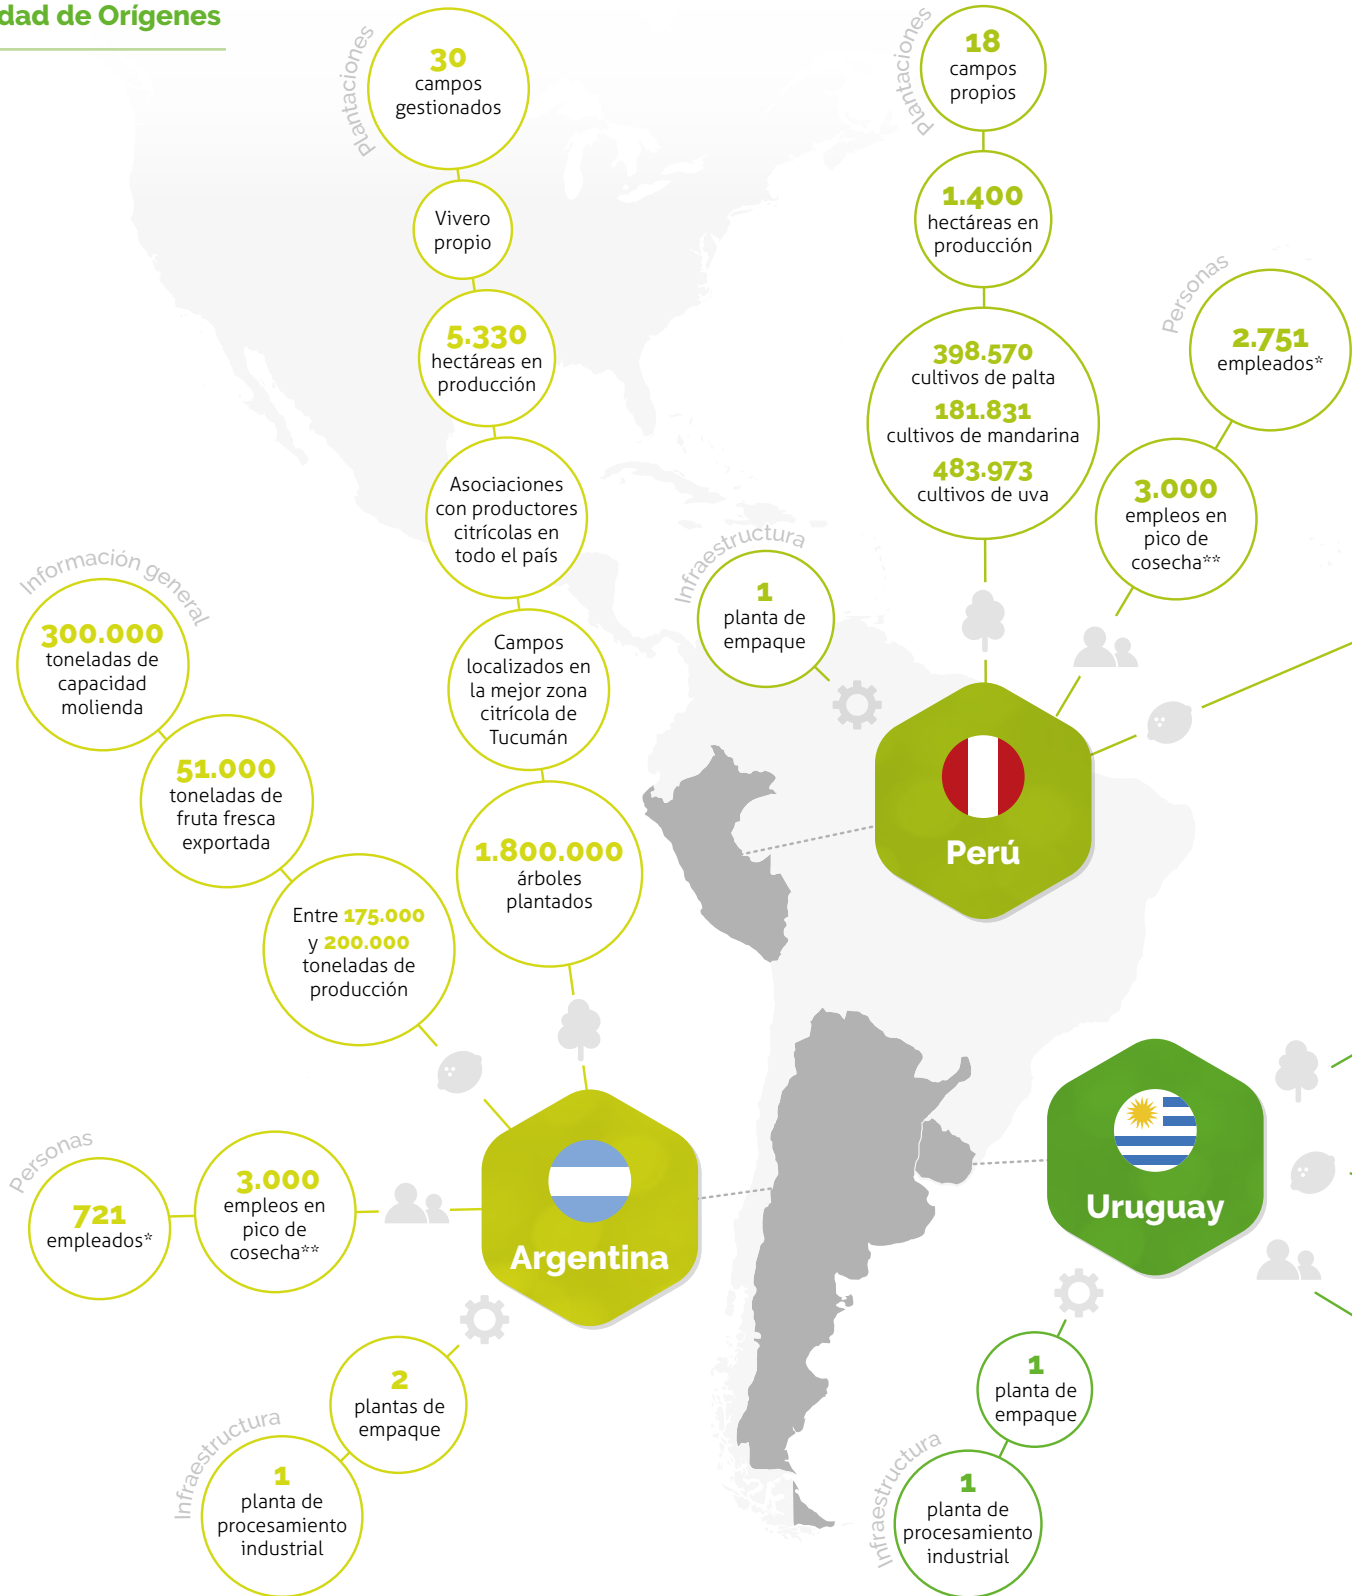 dad de Orígenes
Plantaciones
30
campos
gestionados
Vivero
propio
5.330
hectáreas en
producción
Asociaciones
con productores
citrícolas en
todo el país
Campos
localizados en
la mejor zona
citrícola de
Tucumán
1.800.000
árboles
plantados
Información general
300.000
toneladas de
capacidad
molienda
51.000
toneladas de
fruta fresca
exportada
Entre 175.000
y 200.000
toneladas de
producción
Personas
721
empleados*
3.000
empleos en
pico de
cosecha**
Argentina
Infraestructura
2
plantas de
empaque
1
planta de
procesamiento
industrial
Plantaciones
18
campos
propios
1.400
hectáreas en
producción
398.570
cultivos de palta
181.831
cultivos de mandarina
483.973
cultivos de uva
Personas
2.751
empleados*
3.000
empleos en
pico de
cosecha**
Infraestructura
1
planta de
empaque
Perú
Uruguay
Infraestructura
1
planta de
empaque
1
planta de
procesamiento
industrial